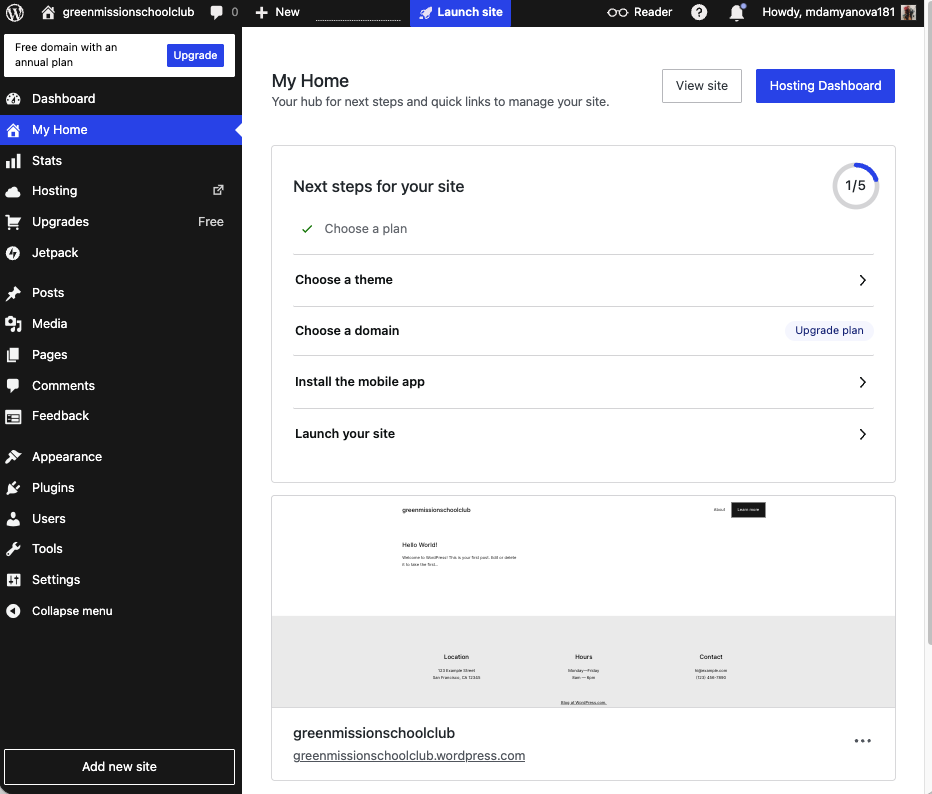 greenmissionschoolclub 0 New Launch site Reader Howdy, mdamyanova181
Free domain with an
annual plan
Upgrade
Dashboard
My Home
Stats
Hosting
Upgrades Free
Jetpack
Posts
Media
Pages
Comments
Feedback
Appearance
Plugins
Users
Tools
Settings
Collapse menu
Add new site
My Home
Your hub for next steps and quick links to manage your site.
View site
Hosting Dashboard
Next steps for your site
1/5
Choose a plan
Choose a theme
Choose a domain Upgrade plan
Install the mobile app
Launch your site
greenmissionschoolclub About Learn more
Hello World!
Welcome to WordPress! This is your first post. Edit or delete
it to take the first...
Location Hours Contact
123 Example Street Monday—Friday hi@example.com
San Francisco, CA 12345 9am — 6pm (123) 456-7890
Blog at WordPress.com.
greenmissionschoolclub
greenmissionschoolclub.wordpress.com